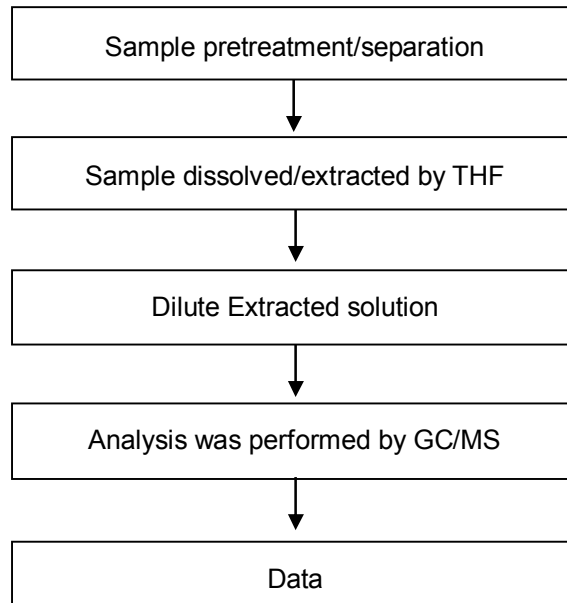 Sample pretreatment/separation
Sample dissolved/extracted by THF
Dilute Extracted solution
Analysis was performed by GC/MS
Data